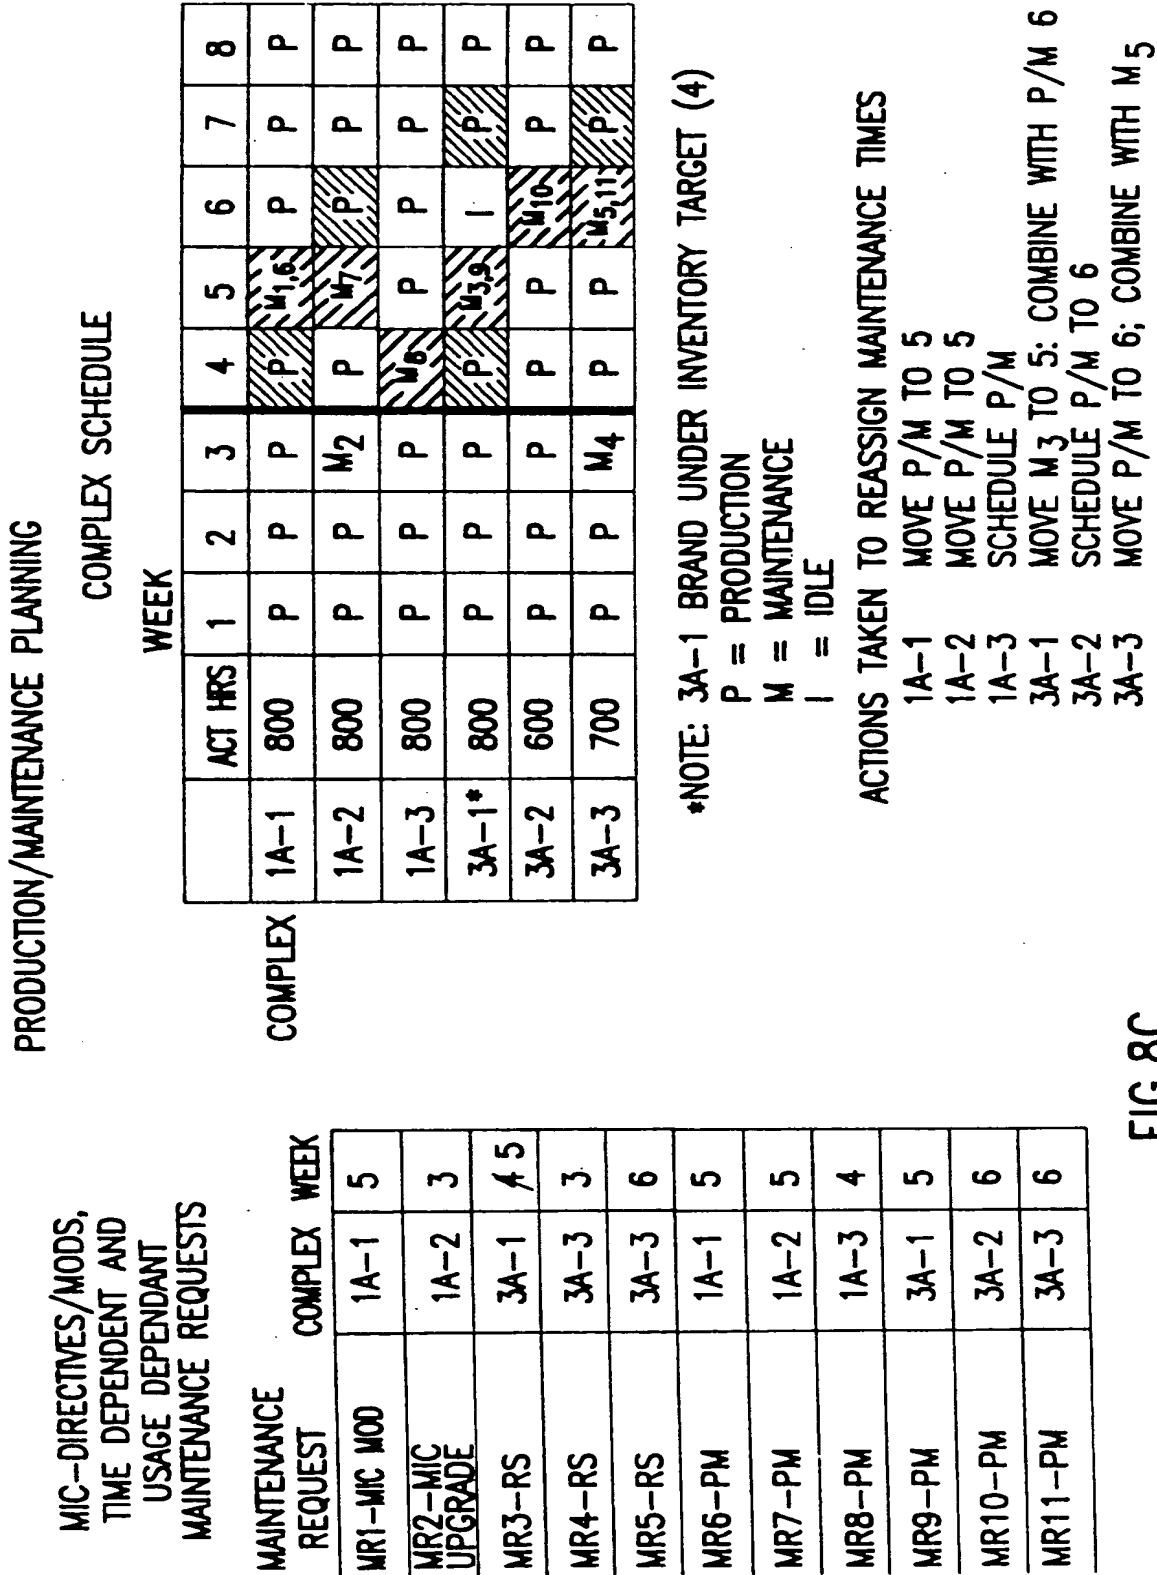 PRODUCTION/MAINTENANCE PLANNING
MIC-DIRECTIVES/MODS,
TIME DEPENDENT AND
USAGE DEPENDANT
MAINTENANCE REQUESTS
MAINTENANCE REQUEST COMPLEX WEEK
MR1-MIC MOD 1A-1 5
MR2-MIC UPGRADE 1A-2 3
MR3-RS 3A-1 4 5
MR4-RS 3A-3 3
MR5-RS 3A-3 6
MR6-PM 1A-1 5
MR7-PM 1A-2 5
MR8-PM 1A-3 4
MR9-PM 3A-1 5
MR10-PM 3A-2 6
MR11-PM 3A-3 6
COMPLEX SCHEDULE
WEEK
ACT HRS 1 2 3 4 5 6 7 8
COMPLEX 1A-1 800 P P P P M1,6 P P P
1A-2 800 P P M2 P M7 P P P
1A-3 800 P P P M8 P P P P
3A-1* 800 P P P P M3,9 I P P
3A-2 600 P P P P P M10 P P
3A-3 700 P P M4 P P M5,11 P P
*NOTE: 3A-1 BRAND UNDER INVENTORY TARGET (4)
P = PRODUCTION
M = MAINTENANCE
I = IDLE
ACTIONS TAKEN TO REASSIGN MAINTENANCE TIMES
1A-1 MOVE P/M TO 5
1A-2 MOVE P/M TO 5
1A-3 SCHEDULE P/M
3A-1 MOVE M3 TO 5: COMBINE WITH P/M 6
3A-2 SCHEDULE P/M TO 6
3A-3 MOVE P/M TO 6; COMBINE WITH M5
FIG 8C